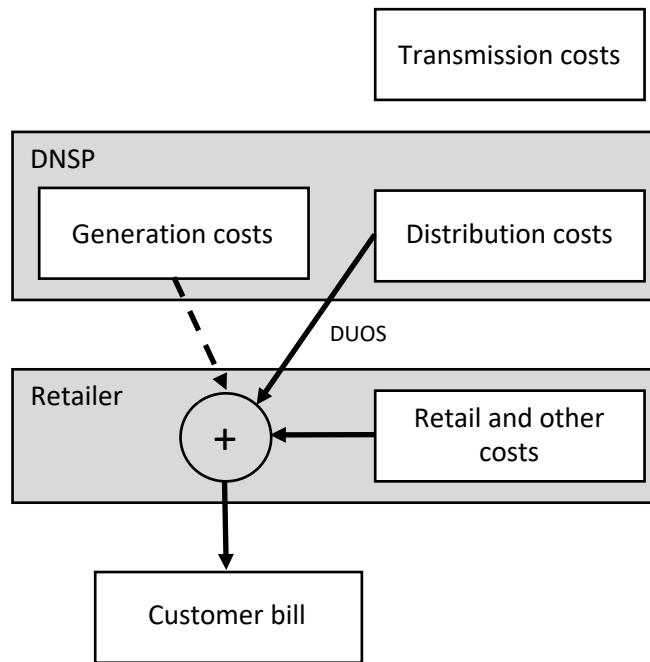 Transmission costs
DNSP
Generation costs
Distribution costs
DUOS
Retailer
+
Retail and other
costs
Customer bill